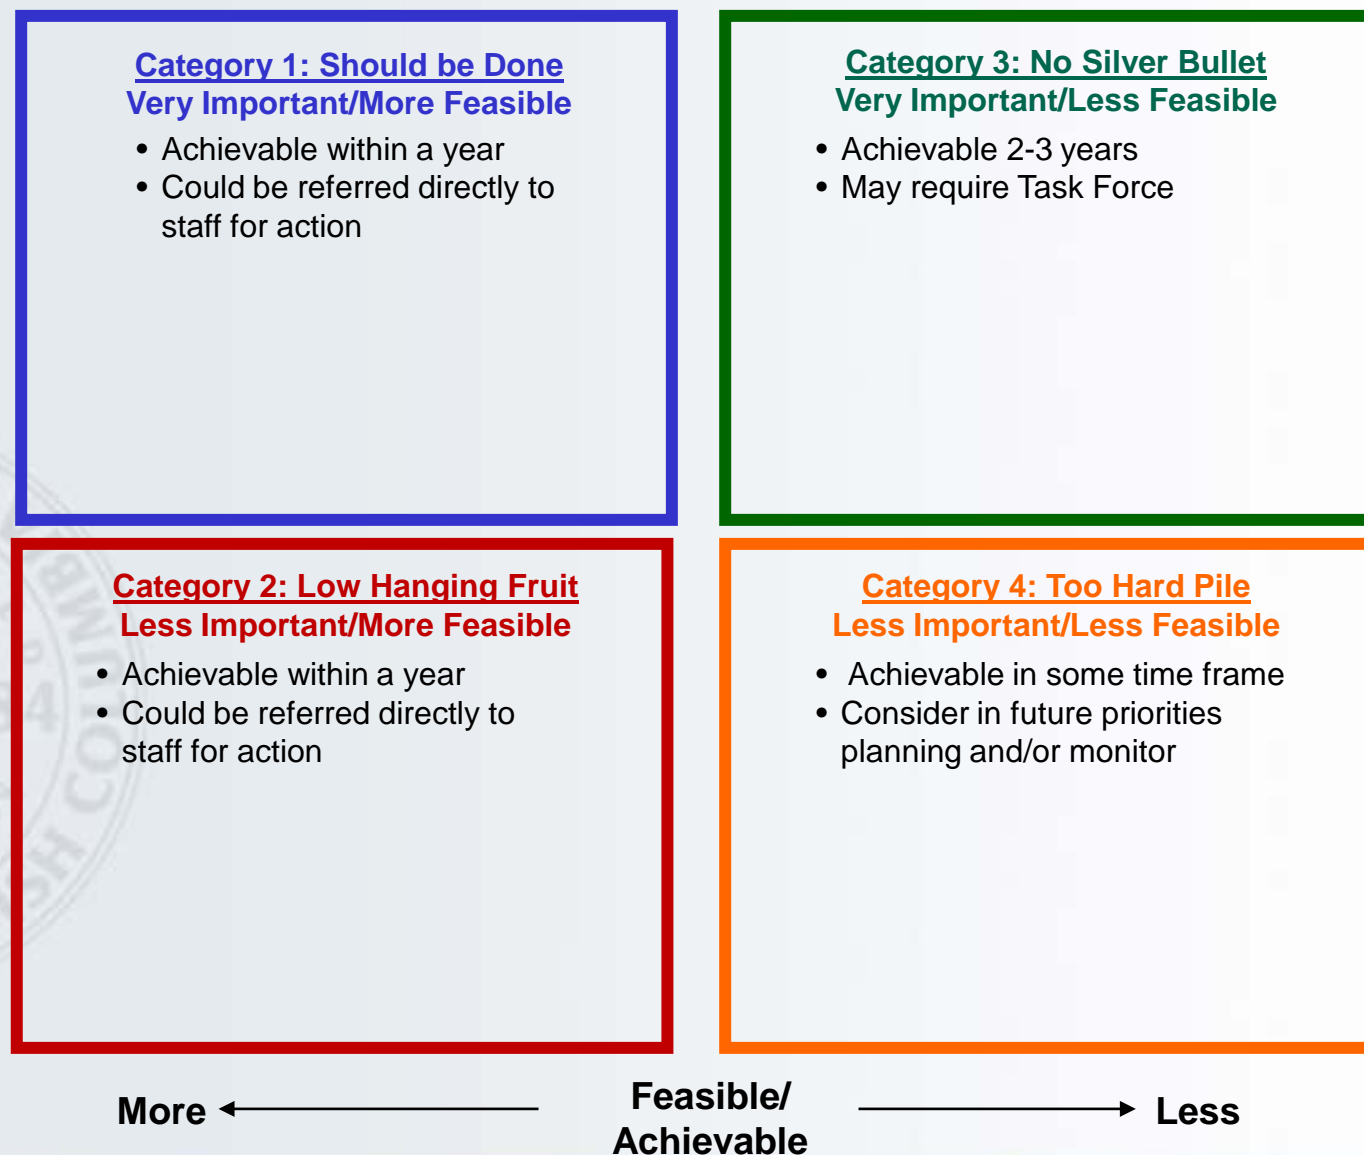 Category 1: Should be Done
Very Important/More Feasible
• Achievable within a year
• Could be referred directly to
staff for action
Category 3: No Silver Bullet
Very Important/Less Feasible
• Achievable 2-3 years
• May require Task Force
Category 2: Low Hanging Fruit
Less Important/More Feasible
• Achievable within a year
• Could be referred directly to
staff for action
Category 4: Too Hard Pile
Less Important/Less Feasible
• Achievable in some time frame
• Consider in future priorities
planning and/or monitor
More
Feasible/
Achievable
Less